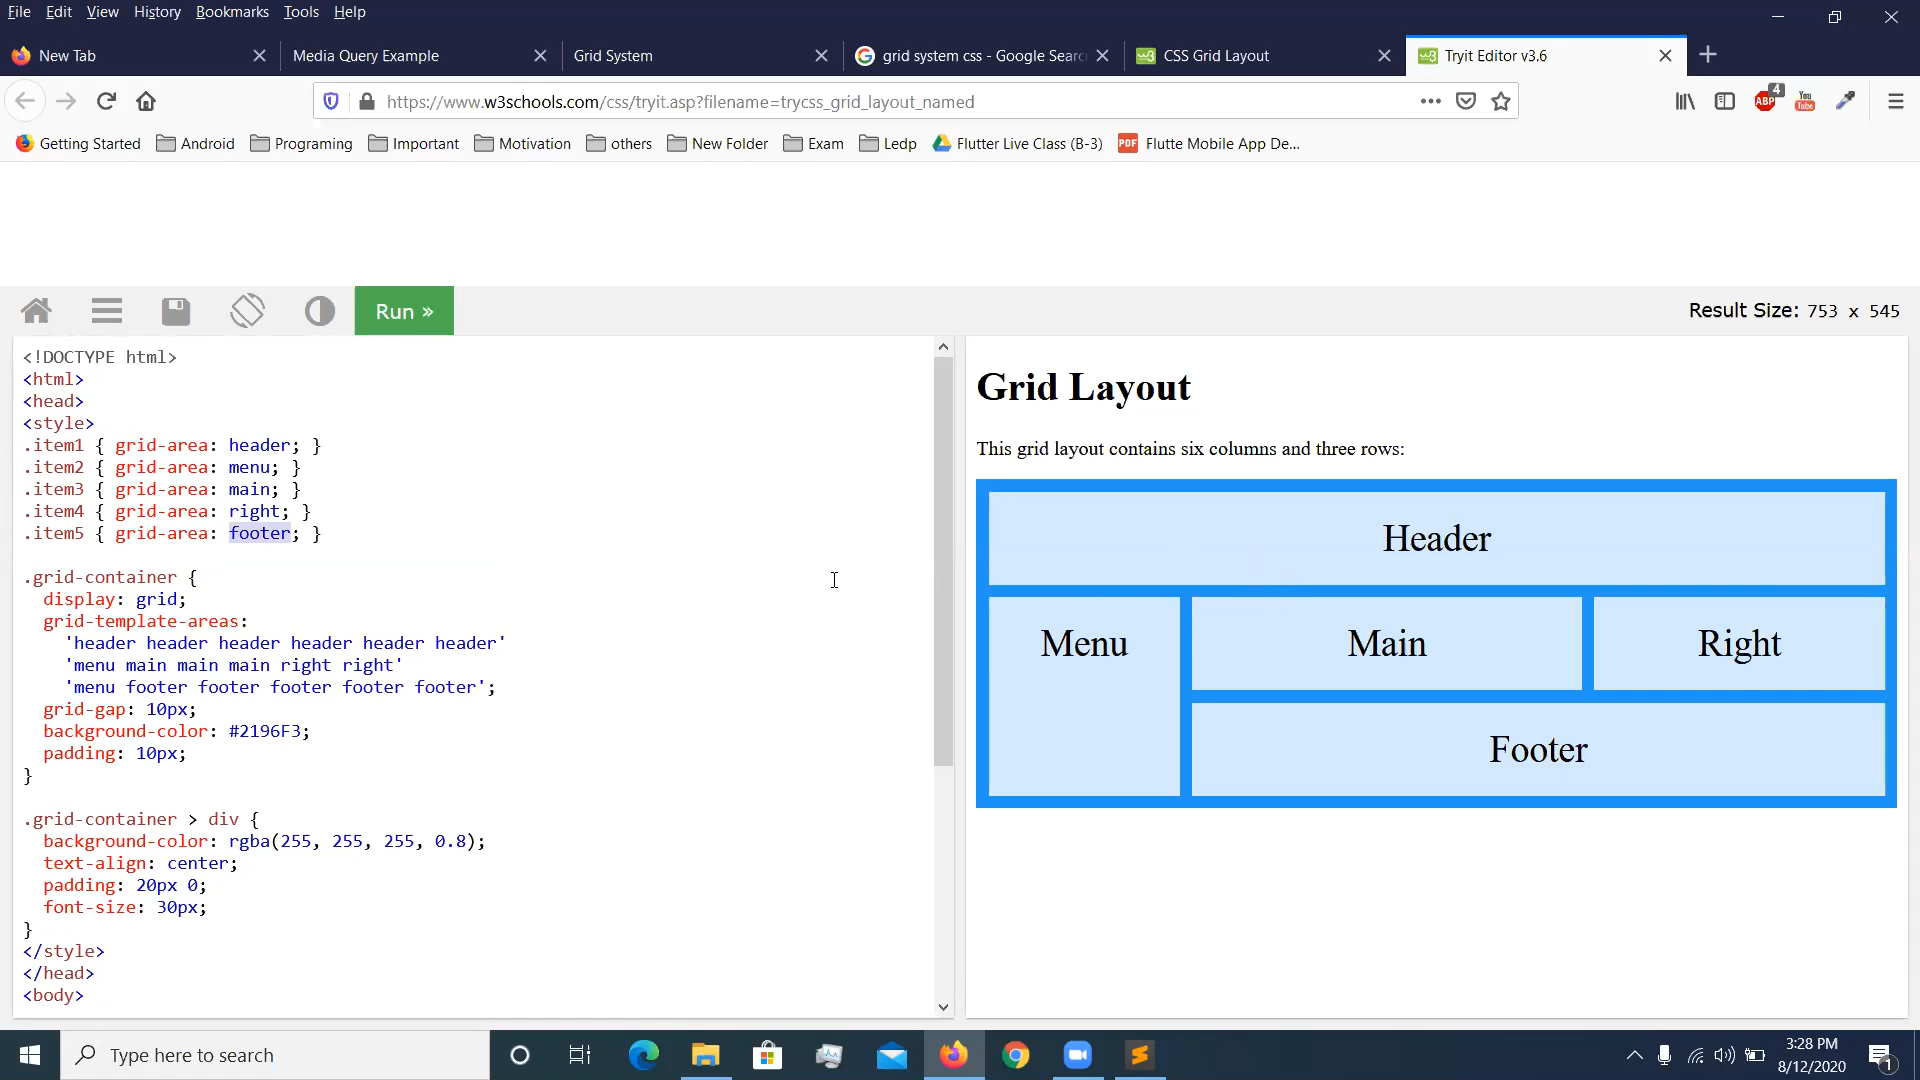 File Edit View History Bookmarks Tools Help
New Tab
Media Query Example
Grid System
grid system css - Google Searc
CSS Grid Layout
Tryit Editor v3.6
https://www.w3schools.com/css/tryit.asp?filename=trycss_grid_layout_named
ABP 4
You Tube
Getting Started Android Programing Important Motivation others New Folder Exam Ledp Flutter Live Class (B-3) PDF Flutte Mobile App De...
Run »
Result Size: 753 x 545
<!DOCTYPE html>
<html>
<head>
<style>
.item1 { grid-area: header; }
.item2 { grid-area: menu; }
.item3 { grid-area: main; }
.item4 { grid-area: right; }
.item5 { grid-area: footer; }
.grid-container {
display: grid;
grid-template-areas:
'header header header header header header'
'menu main main main right right'
'menu footer footer footer footer footer';
grid-gap: 10px;
background-color: #2196F3;
padding: 10px;
}
.grid-container > div {
background-color: rgba(255, 255, 255, 0.8);
text-align: center;
padding: 20px 0;
font-size: 30px;
}
</style>
</head>
<body>
Grid Layout
This grid layout contains six columns and three rows:
Header
Menu
Main
Right
Footer
Type here to search
3:28 PM
8/12/2020
1